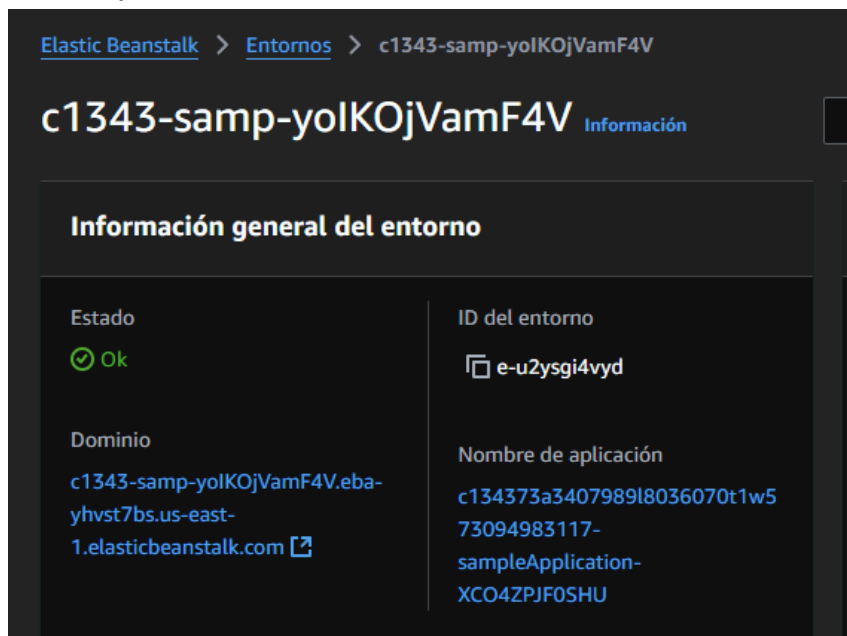 Elastic Beanstalk > Entornos > c1343-samp-yoIKOjVamF4V
c1343-samp-yoIKOjVamF4V Información
Información general del entorno
Estado
Ok
Dominio
c1343-samp-yoIKOjVamF4V.eba-
yhvst7bs.us-east-
1.elasticbeanstalk.com
ID del entorno
e-u2ysgi4vyd
Nombre de aplicación
c134373a3407989l8036070t1w5
73094983117-
sampleApplication-
XCO4ZPJF0SHU